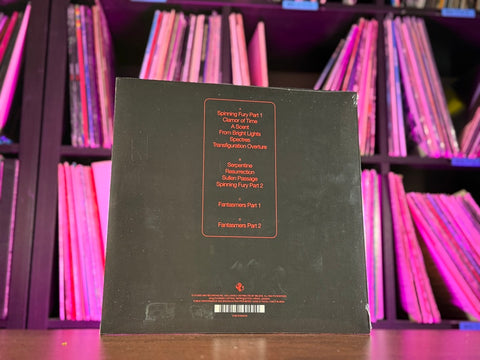 Spinning Fury Part 1
Clamor of Time
A Scent
From Bright Lights
Spectres
Transfiguration Overture
Serpentine
Resurrection
Sullen Passage
Spinning Fury Part 2
Fantasmers Part 1
Fantasmers Part 2